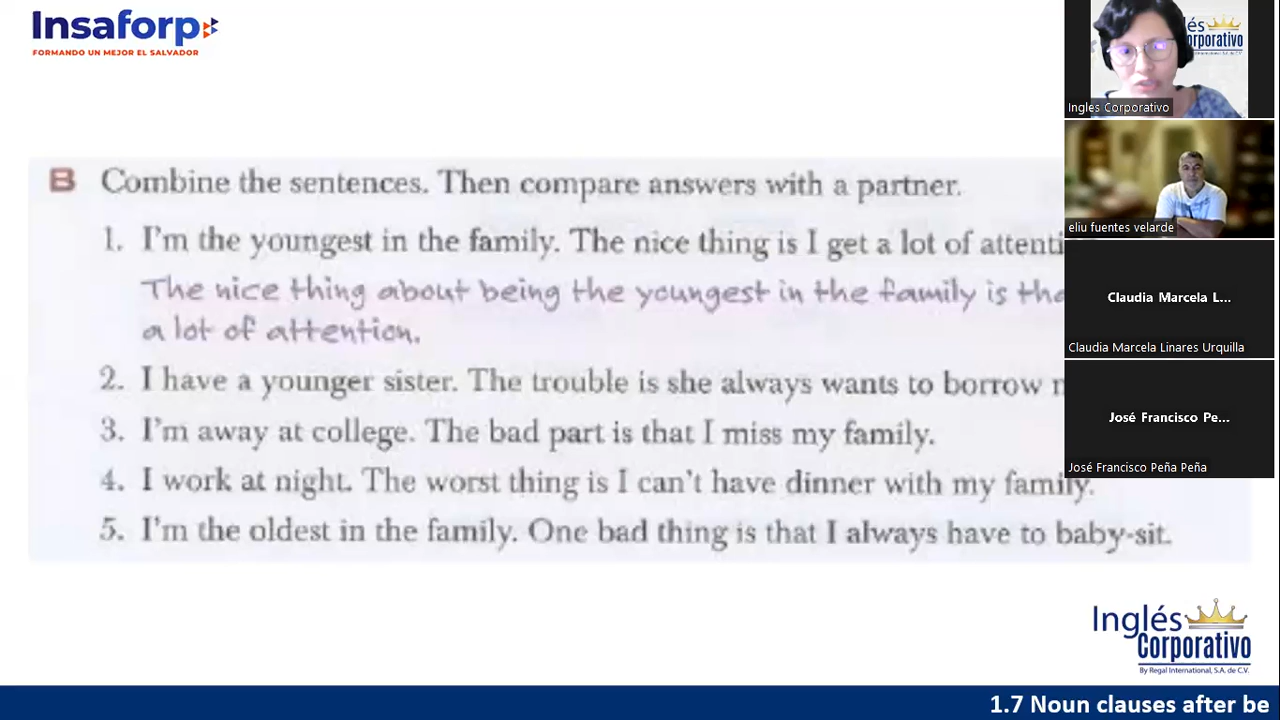 Insaforp
FORMANDO UN MEJOR EL SALVADOR
B Combine the sentences. Then compare answers with a partner.
1. I'm the youngest in the family. The nice thing is I get a lot of
The nice thing about being the youngest in the family is
a lot of attention.
2. I have a younger sister. The trouble is she always wants to borrow
3. I'm away at college. The bad part is that I miss my family.
4. I work at night. The worst thing is I can't have dinner with my family.
5. I'm the oldest in the family. One bad thing is that I always have to baby-sit.
Inglés Corporativo
eliu fuentes velarde
Claudia Marcela L...
Claudia Marcela Linares Urquilla
José Francisco Pe...
José Francisco Peña Peña
Inglés
Corporativo
By Regal International, S.A. de C.V.
1.7 Noun clauses after be